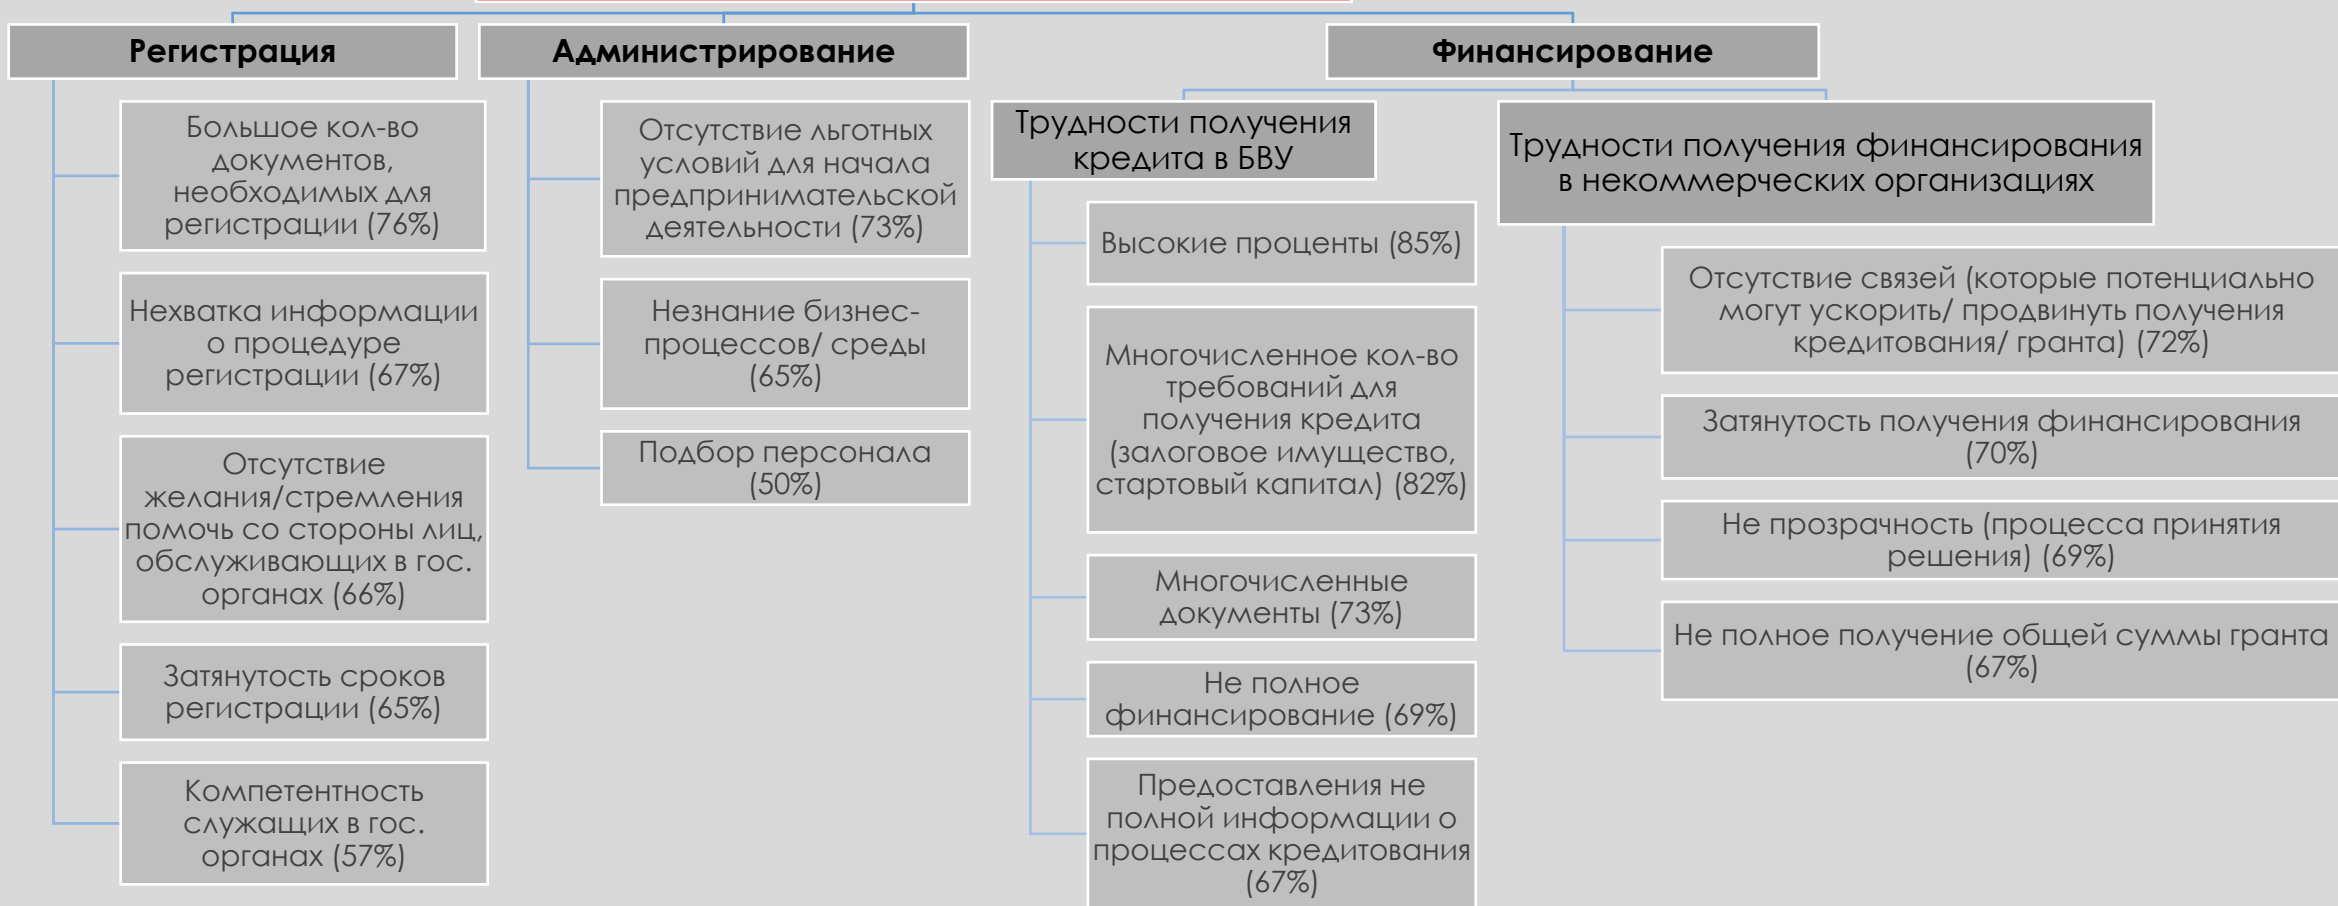 Регистрация
Большое кол-во
документов,
необходимых для
регистрации (76%)
Нехватка информации
о процедуре
регистрации (67%)
Отсутствие
желания/стремления
помочь со стороны лиц,
обслуживающих в гос.
органах (66%)
Затянутость сроков
регистрации (65%)
Компетентность
служащих в гос.
органах (57%)
Администрирование
Отсутствие льготных
условий для начала
предпринимательской
деятельности (73%)
Незнание бизнес-
процессов/ среды
(65%)
Подбор персонала
(50%)
Финансирование
Трудности получения
кредита в БВУ
Высокие проценты (85%)
Многочисленное кол-во
требований для
получения кредита
(залоговое имущество,
стартовый капитал) (82%)
Многочисленные
документы (73%)
Не полное
финансирование (69%)
Предоставления не
полной информации о
процессах кредитования
(67%)
Трудности получения финансирования
в некоммерческих организациях
Отсутствие связей (которые потенциально
могут ускорить/ продвинуть получения
кредитования/ гранта) (72%)
Затянутость получения финансирования
(70%)
Не прозрачность (процесса принятия
решения) (69%)
Не полное получение общей суммы гранта
(67%)